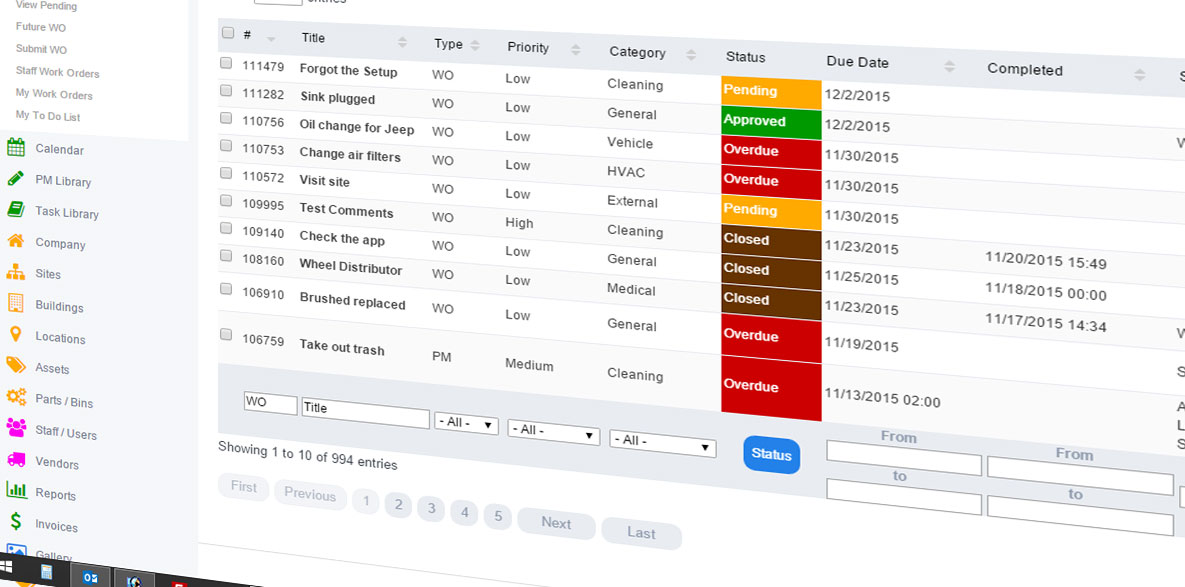 View Pending
Future WO
Submit WO
Staff Work Orders
My Work Orders
My To Do List
Calendar
PM Library
Task Library
Company
Sites
Buildings
Locations
Assets
Parts / Bins
Staff / Users
Vendors
Reports
Invoices
Gallery
entries
# Title Type Priority Category Status Due Date Completed
111479 Forgot the Setup WO Low Cleaning Pending 12/2/2015
111282 Sink plugged WO Low General Approved 12/2/2015
110756 Oil change for Jeep WO Low Vehicle Overdue 11/30/2015
110753 Change air filters WO Low HVAC Overdue 11/30/2015
110572 Visit site WO Low External Pending 11/30/2015
109995 Test Comments WO High Cleaning Closed 11/23/2015 11/20/2015 15:49
109140 Check the app WO Low General Closed 11/25/2015 11/18/2015 00:00
108160 Wheel Distributor WO Low Medical Closed 11/23/2015 11/17/2015 14:34
106910 Brushed replaced WO Low General Overdue 11/19/2015
106759 Take out trash PM Medium Cleaning Overdue 11/13/2015 02:00
WO Title - All - - All - - All - Status From From
to to
Showing 1 to 10 of 994 entries
First Previous 1 2 3 4 5 Next Last